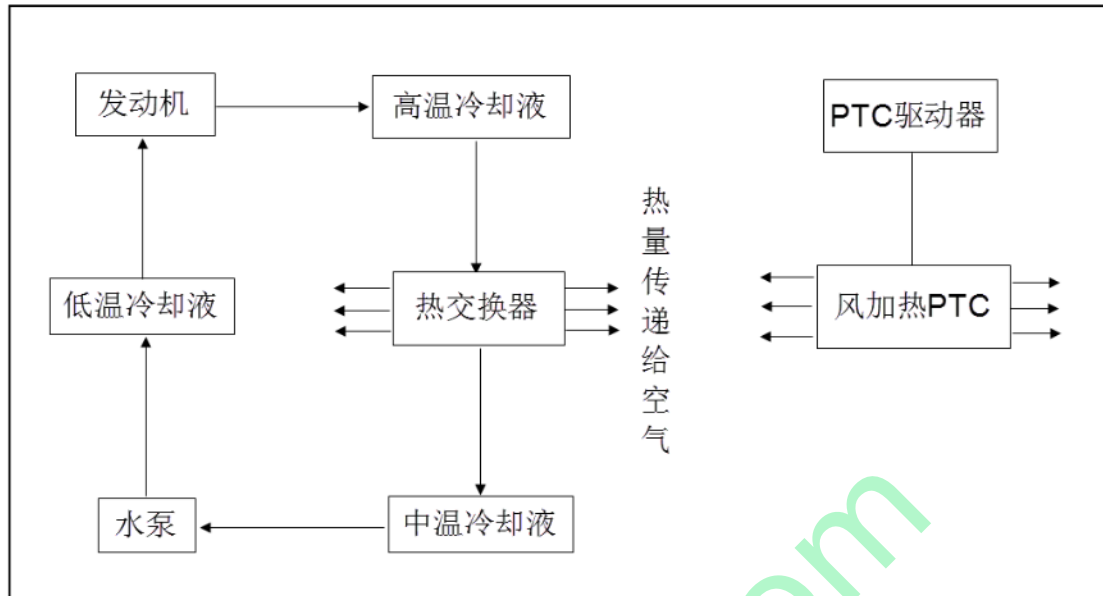 发动机
高温冷却液
PTC驱动器
热量传递给空气
低温冷却液
热交换器
风加热PTC
水泵
中温冷却液
om